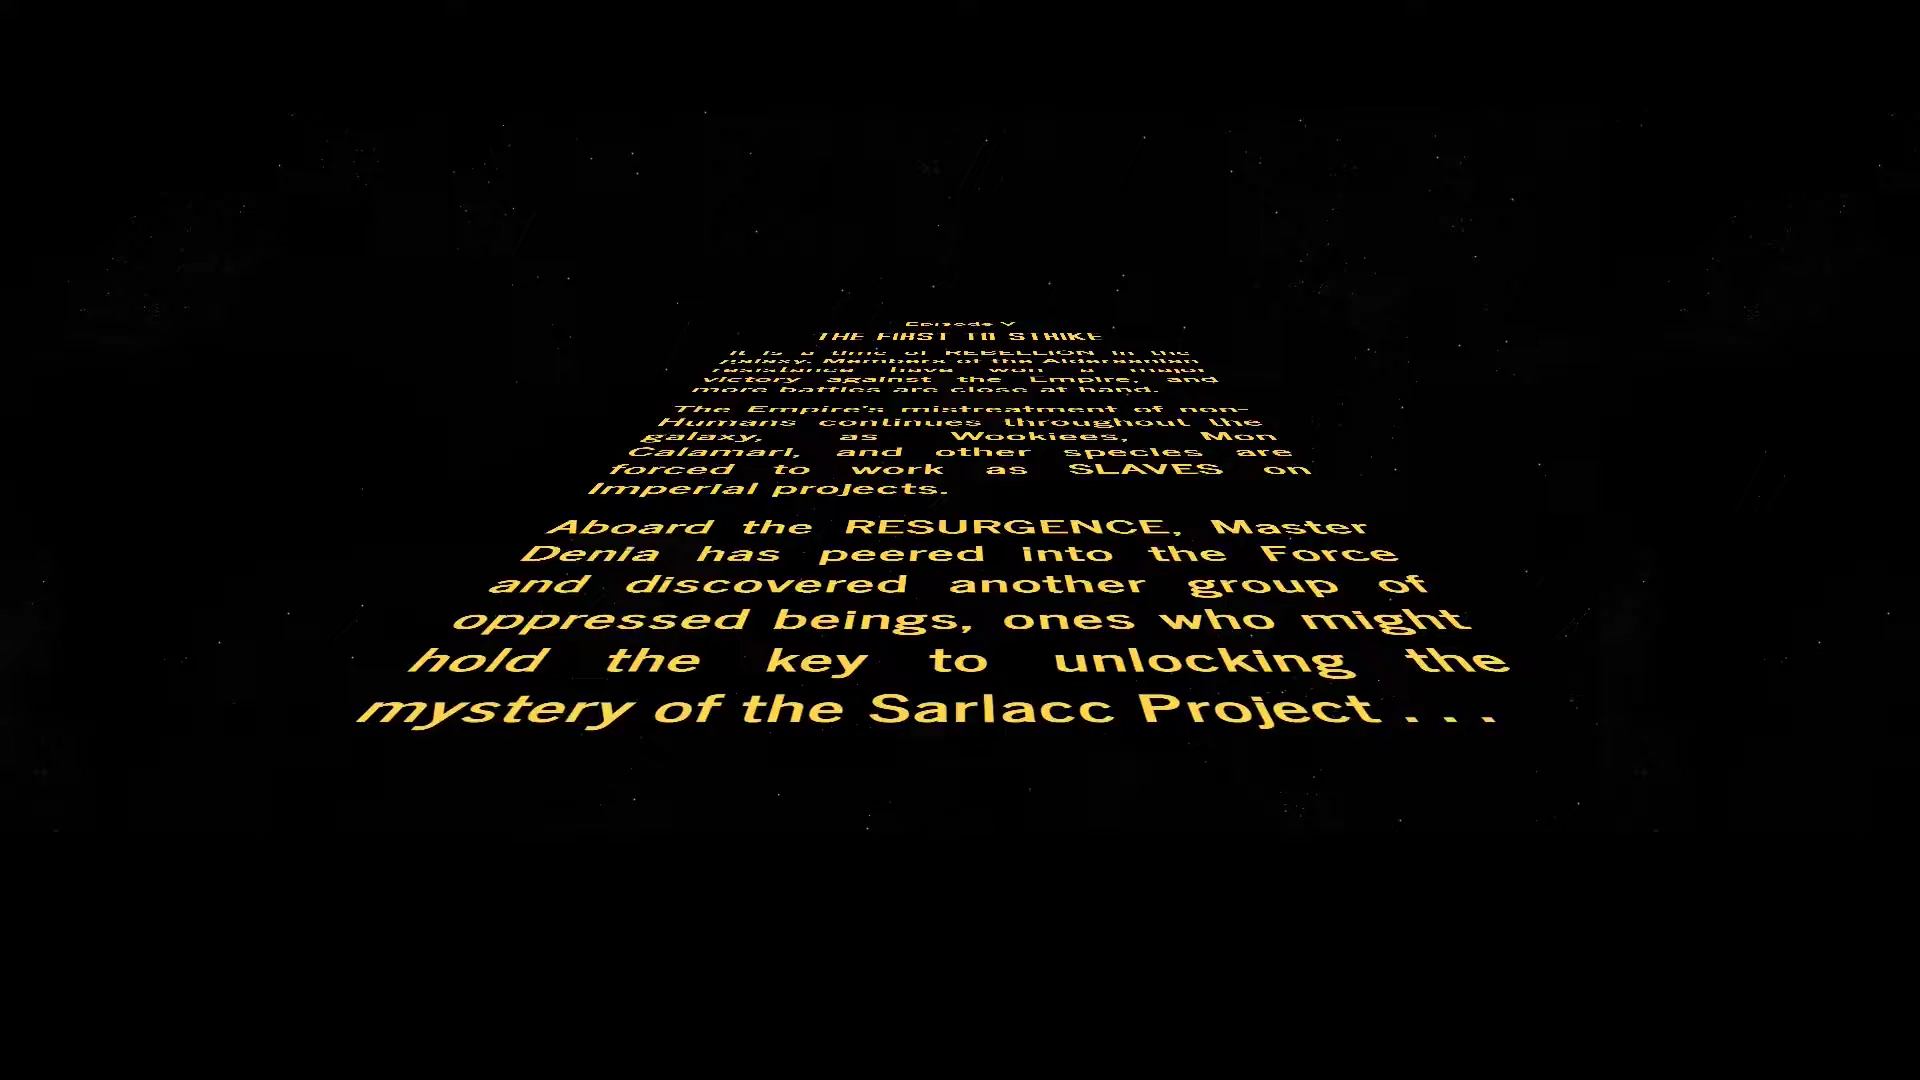 Episode V
THE FIRST TO STRIKE
It is a time of REBELLION in the
galaxy. Members of the Alderaanian
resistance have won a major
victory against the Empire, and
more battles are close at hand.
The Empire's mistreatment of non-
Humans continues throughout the
galaxy, as Wookiees, Mon
Calamari, and other species are
forced to work as SLAVES on
Imperial projects.
Aboard the RESURGENCE, Master
Denia has peered into the Force
and discovered another group of
oppressed beings, ones who might
hold the key to unlocking the
mystery of the Sarlacc Project . . .